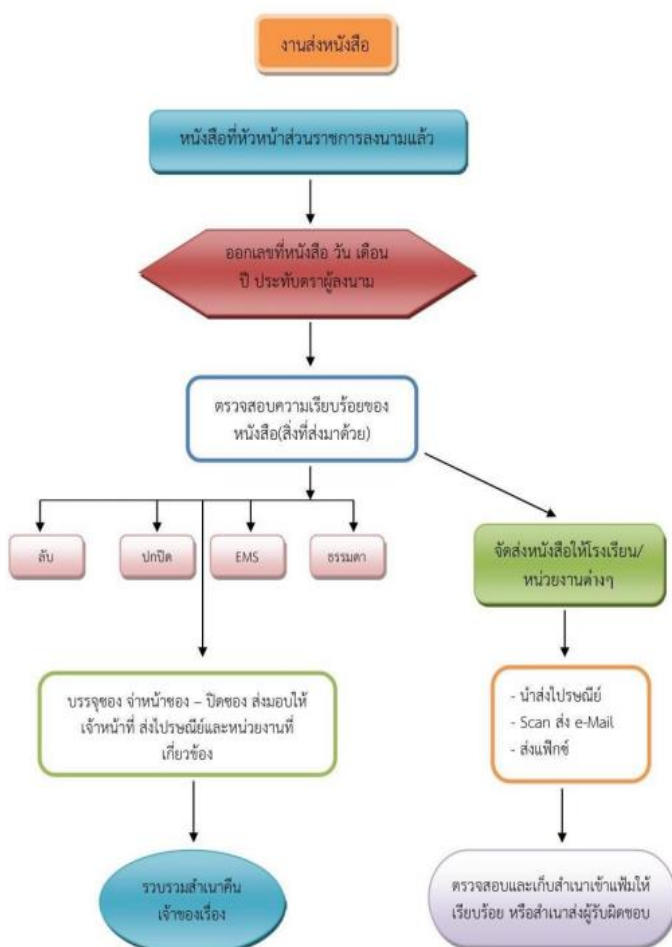 งานส่งหนังสือ
หนังสือที่หัวหน้าส่วนราชการลงนามแล้ว
ออกเลขที่หนังสือ วัน เดือน
ปี ประทับตราผู้ลงนาม
ตรวจสอบความเรียบร้อยของ
หนังสือ(สิ่งที่ส่งมาด้วย)
ลับ
ปกปิด
EMS
ธรรมดา
จัดส่งหนังสือให้โรงเรียน/
หน่วยงานต่างๆ
บรรจุซอง จ่าหน้าซอง – ปิดซอง ส่งมอบให้
เจ้าหน้าที่ ส่งไปรษณีย์และหน่วยงานที่
เกี่ยวข้อง
- นำส่งไปรษณีย์
- Scan ส่ง e-Mail
- ส่งแฟ็กซ์
รวบรวมสำเนาคืน
เจ้าของเรื่อง
ตรวจสอบและเก็บสำเนาเข้าแฟ้มให้
เรียบร้อย หรือสำเนาส่งผู้รับผิดชอบ